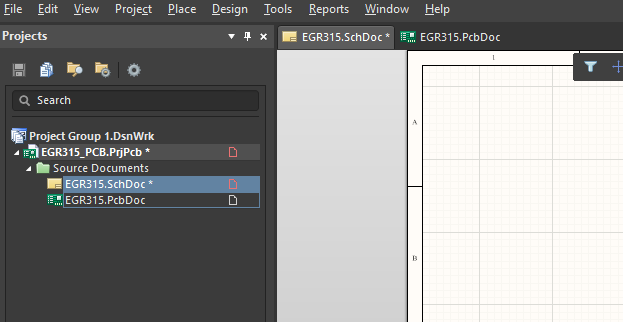 File Edit View Project Place Design Tools Reports Window Help
Projects
EGR315.SchDoc *
EGR315.PcbDoc
1
Search
A
Project Group 1.DsnWrk
EGR315_PCB.PrjPcb *
Source Documents
EGR315.SchDoc *
EGR315.PcbDoc
B